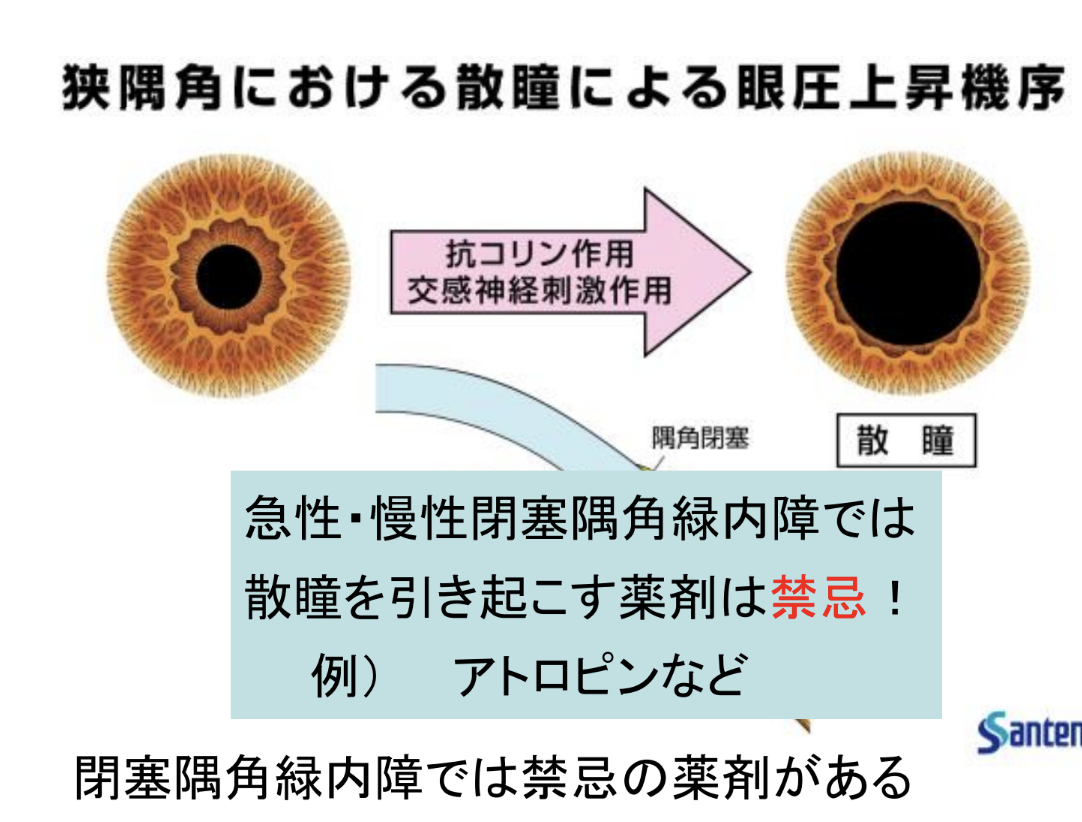 狭隅角における散瞳による眼圧上昇機序
抗コリン作用
交感神経刺激作用
隅角閉塞
散 瞳
急性・慢性閉塞隅角緑内障では
散瞳を引き起こす薬剤は禁忌！
例） アトロピンなど
Santen
閉塞隅角緑内障では禁忌の薬剤がある